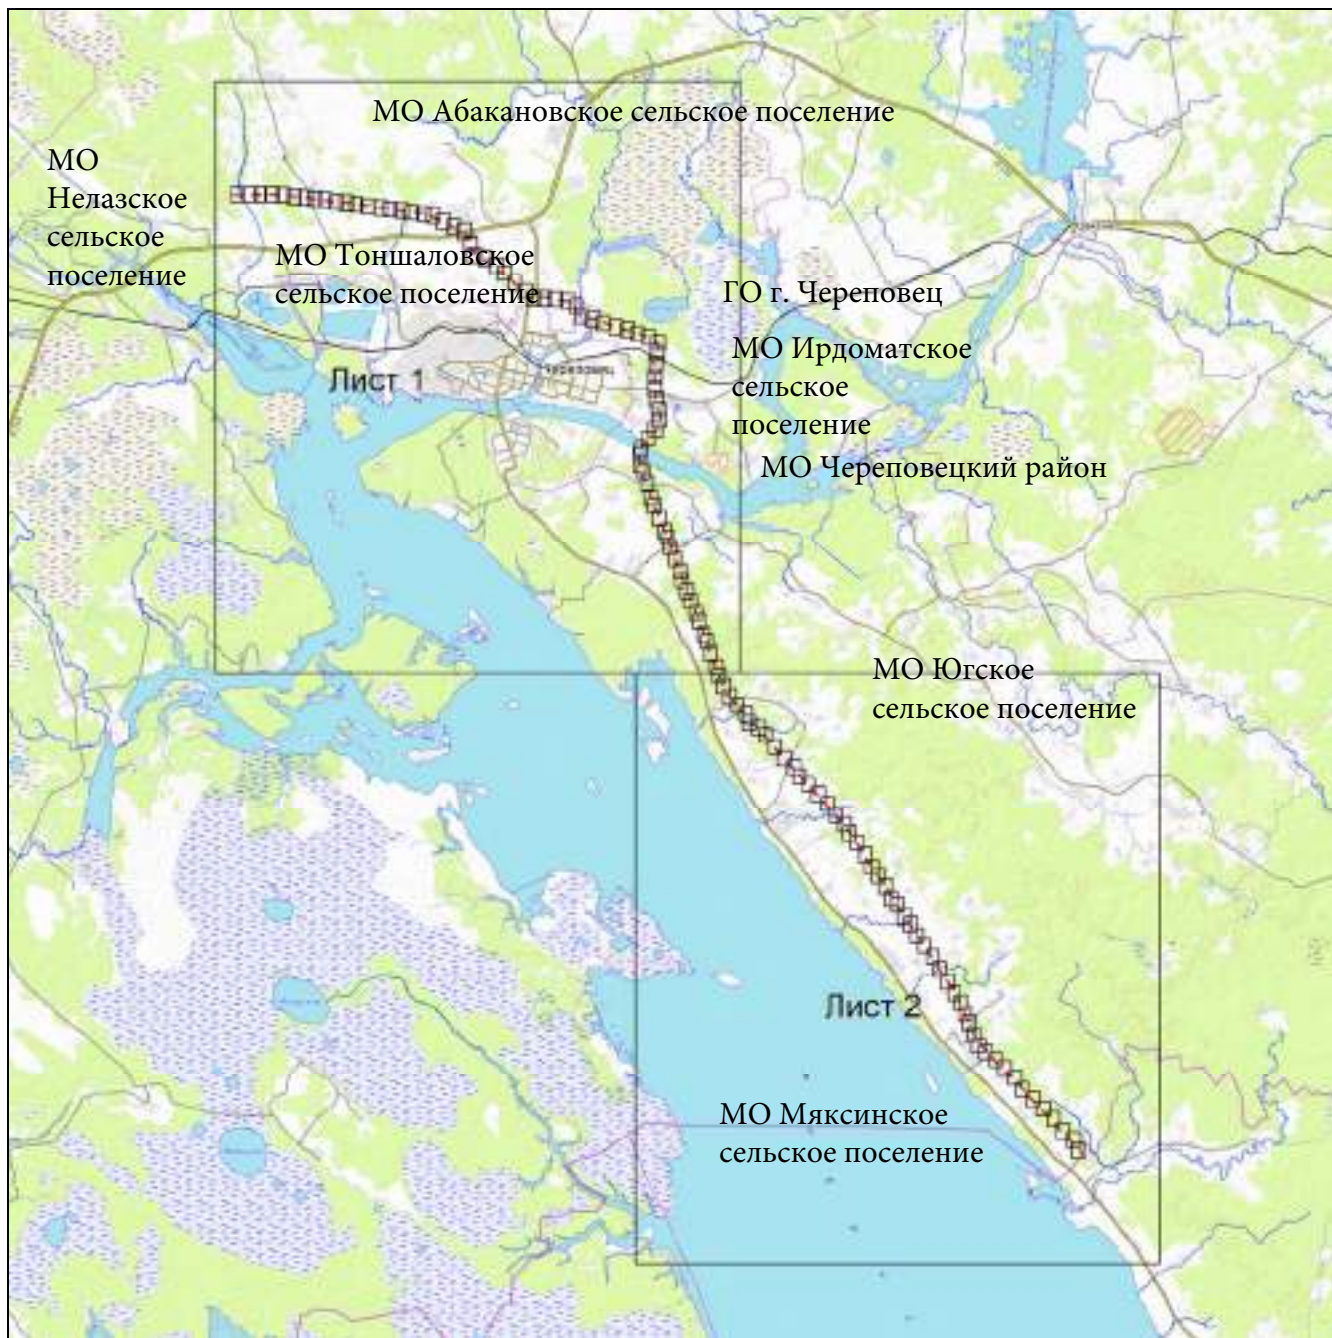 МО Абакановское сельское поселение
МО
Нелазское
сельское
поселение
МО Тоншаловское
сельское поселение
ГО г. Череповец
МО Ирдоматское
сельское
поселение
Лист 1
Череповец
МО Череповецкий район
МО Югское
сельское поселение
Лист 2
МО Мяксинское
сельское поселение